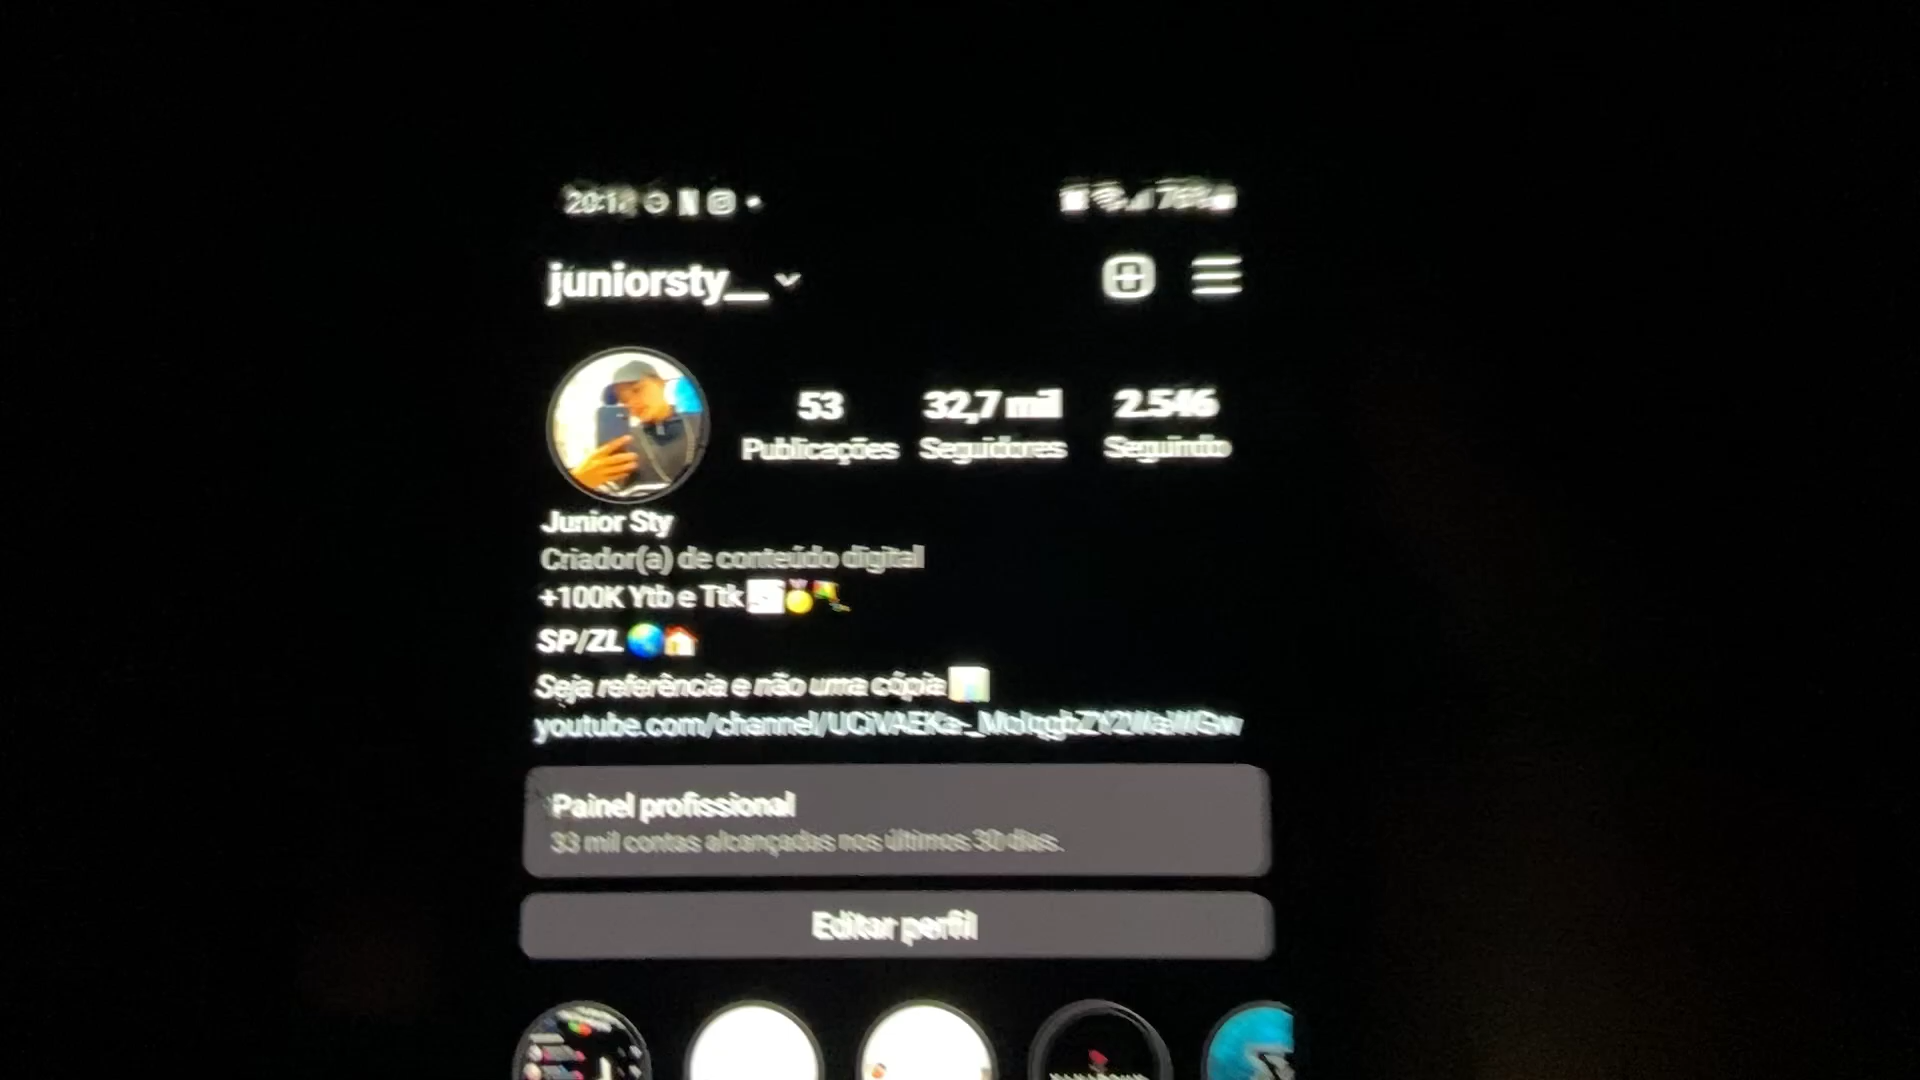 juniorsty__
53 32,7 mil 2.546
Publicações Seguidores Seguindo
Junior Sty
Criador(a) de conteúdo digital
+100K Ytb e Ttk
SP/ZL
Seja referência e não uma cópia
Painel profissional
33 mil contas alcançadas nos últimos 30 dias.
Editar perfil